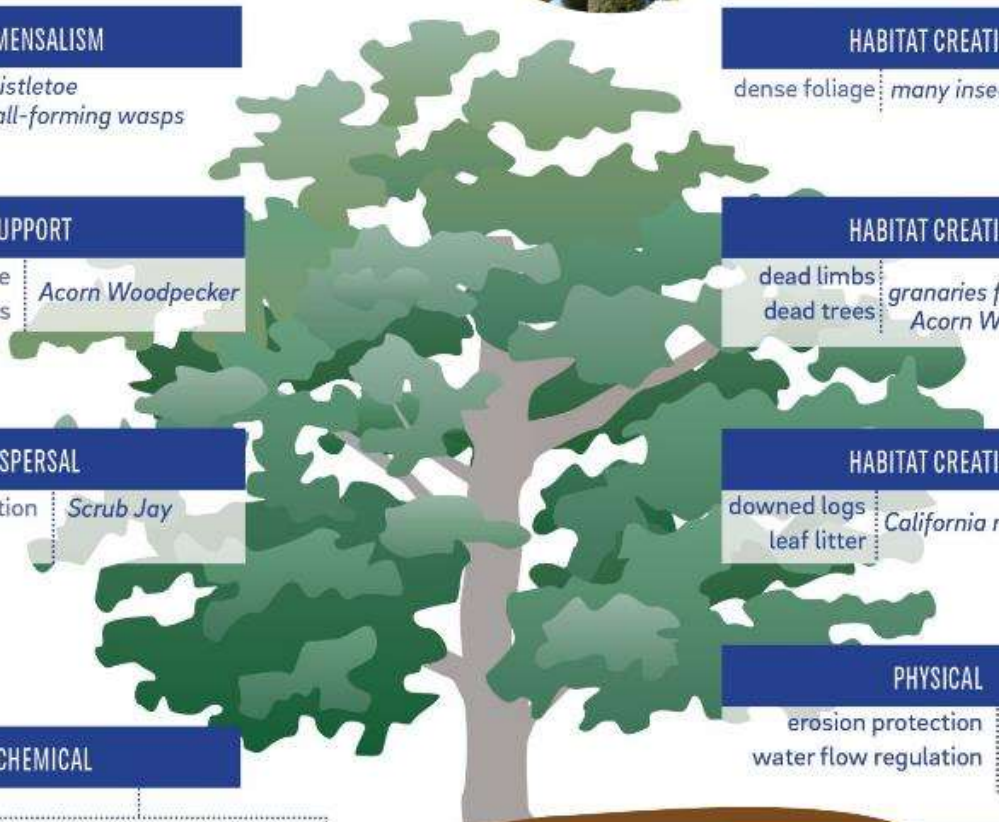 MENSALISM
istletoe
all-forming wasps
UPPORT
e
s
Acorn Woodpecker
SPERSAL
tion
Scrub Jay
CHEMICAL
HABITAT CREATI
dense foliage
many inse
HABITAT CREATI
dead limbs
dead trees
granaries f
Acorn W
HABITAT CREATI
downed logs
leaf litter
California r
PHYSICAL
erosion protection
water flow regulation